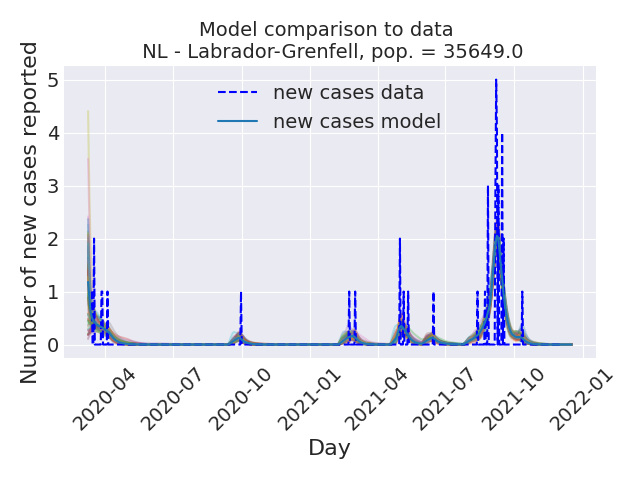 Model comparison to data
NL - Labrador-Grenfell, pop. = 35649.0
Number of new cases reported
5
4
3
2
1
0
new cases data
new cases model
2020-04
2020-07
2020-10
2021-01
2021-04
2021-07
2021-10
2022-01
Day